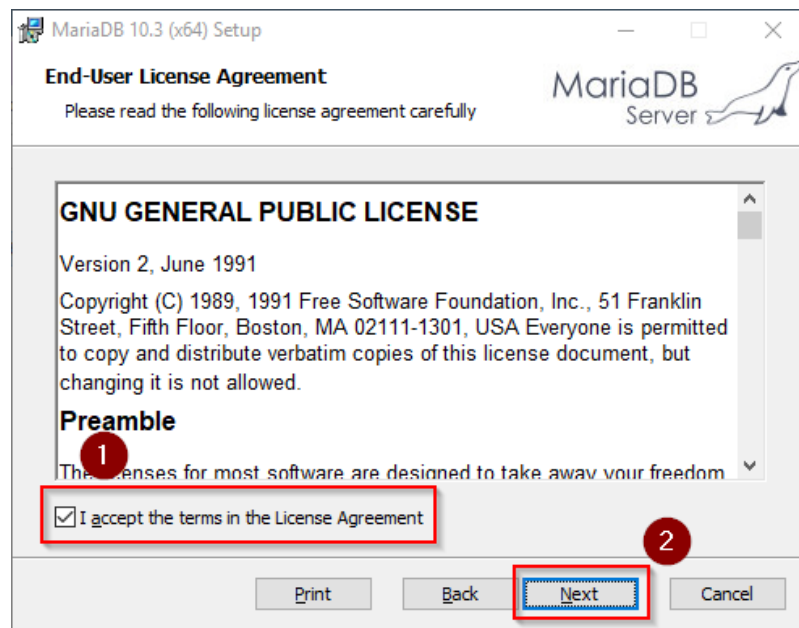 MariaDB 10.3 (x64) Setup
End-User License Agreement
Please read the following license agreement carefully
MariaDB
Server
GNU GENERAL PUBLIC LICENSE
Version 2, June 1991
Copyright (C) 1989, 1991 Free Software Foundation, Inc., 51 Franklin
Street, Fifth Floor, Boston, MA 02111-1301, USA Everyone is permitted
to copy and distribute verbatim copies of this license document, but
changing it is not allowed.
Preamble
1
The licenses for most software are designed to take away your freedom
I accept the terms in the License Agreement
2
Print
Back
Next
Cancel